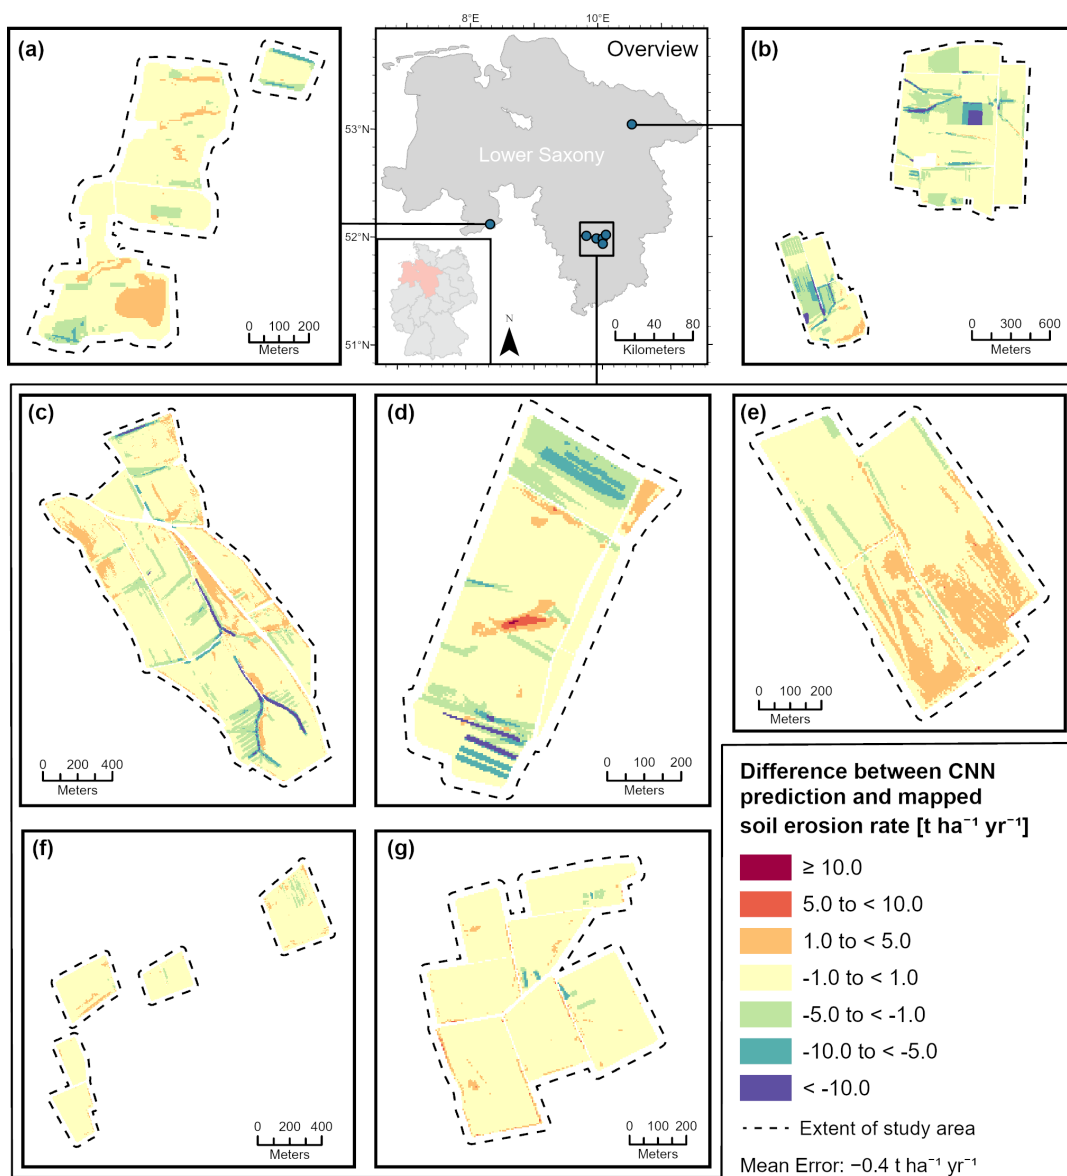 (a)
0 100 200
Meters
8°E
10°E
Overview
53°N
52°N
51°N
Lower Saxony
N
0 40 80
Kilometers
8°E
10°E
12°E
(b)
0 300 600
Meters
(c)
0 200 400
Meters
(d)
0 100 200
Meters
(e)
0 100 200
Meters
(f)
0 200 400
Meters
(g)
0 100 200
Meters
Difference between CNN
prediction and mapped
soil erosion rate [t ha⁻¹ yr⁻¹]
≥ 10.0
5.0 to < 10.0
1.0 to < 5.0
-1.0 to < 1.0
-5.0 to < -1.0
-10.0 to < -5.0
< -10.0
Extent of study area
Mean Error: −0.4 t ha⁻¹ yr⁻¹